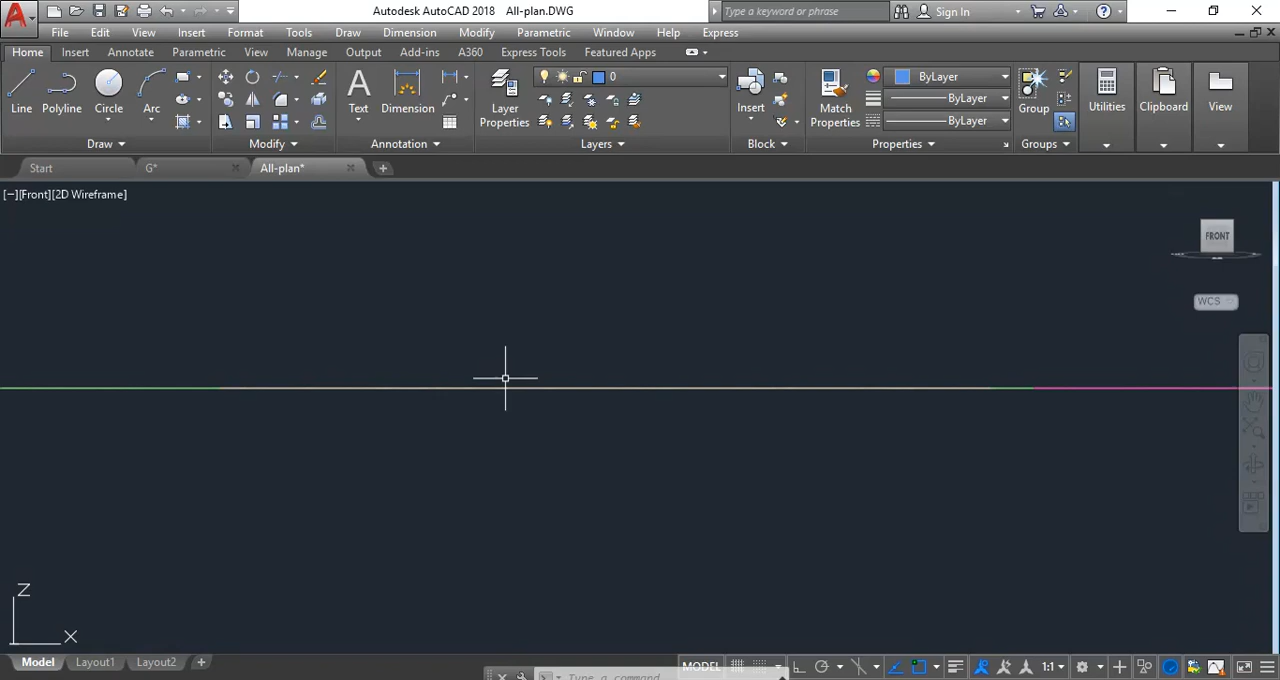 Autodesk AutoCAD 2018 All-plan.DWG Type a keyword or phrase Sign In
File Edit View Insert Format Tools Draw Dimension Modify Parametric Window Help Express
Home Insert Annotate Parametric View Manage Output Add-ins A360 Express Tools Featured Apps
Line Polyline Circle Arc Text Dimension Layer Properties 0 Insert Match Properties ByLayer Group Utilities Clipboard View
ByLayer
ByLayer
Draw Modify Annotation Layers Block Properties Groups
Start G* All-plan*
[−][Front][2D Wireframe]
FRONT
WCS
Z
X
Model Layout1 Layout2 MODEL 1:1
Type a command